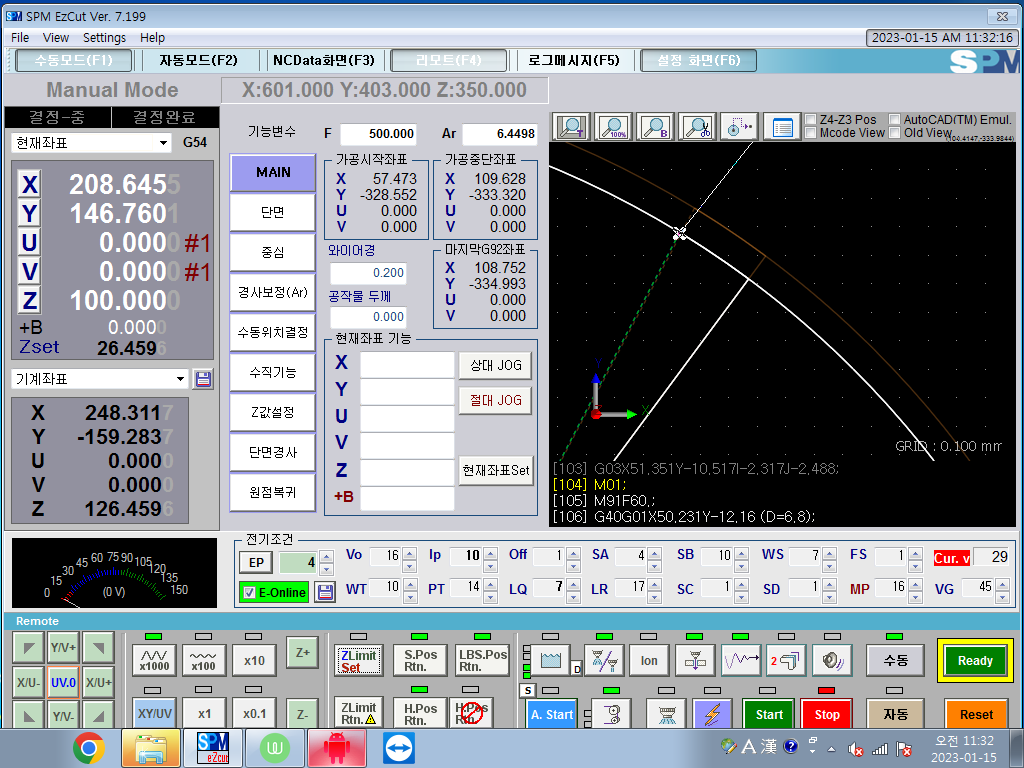 SPM EzCut Ver. 7.199
File View Settings Help
2023-01-15 AM 11:32:16
수동모드(F1) 자동모드(F2) NCData화면(F3) 리모트(F4) 로그메시지(F5) 설정 화면(F6)
SPM
Manual Mode
X:601.000 Y:403.000 Z:350.000
결정-중 결정완료
현재좌표 G54
X 208.6455
Y 146.7601
U 0.0000 #1
V 0.0000 #1
Z 100.0000
+B 0.0000
Zset 26.4596
기계좌표
X 248.3117
Y -159.2837
U 0.0000
V 0.0000
Z 126.4596
기능변수 F 500.000 Ar 6.4498
MAIN
단면
중심
경사보정(Ar)
수동위치결정
수직기능
Z값설정
단면경사
원점복귀
가공시작좌표
X 57.473
Y -328.552
U 0.000
V 0.000
가공중단좌표
X 109.628
Y -333.320
U 0.000
V 0.000
와이어경
0.200
공작물 두께
0.000
마지막G92좌표
X 108.752
Y -334.993
U 0.000
V 0.000
현재좌표 기능
X
Y
U
V
Z
+B
상대 JOG
절대 JOG
현재좌표Set
T 100% B
Z4-Z3 Pos AutoCAD(TM) Emul.
Mcode View Old View
(104.4147,-333.9844)
Y
X
GRID : 0.100 mm
[103] G03X51.351Y-10.517I-2.317J-2.488;
[104] M01;
[105] M91F60.;
[106] G40G01X50.231Y-12.16 (D=6.8);
0 15 30 45 60 75 90 105 120 135 150
(0 V)
전기조건
EP 4
E-Online
Vo 16 Ip 10 Off 1 SA 4 SB 10 WS 7 FS 1 Cur. v 29
WT 10 PT 14 LQ 7 LR 17 SC 1 SD 1 MP 16 VG 45
Remote
Y/V+
X/U- UV.0 X/U+
Y/V-
x1000 x100 x10 Z+
XY/UV x1 x0.1 Z-
ZLimit Set S.Pos Rtn. LBS.Pos Rtn.
ZLimit Rtn. H.Pos Rtn. H.Pos Rtn.
D Ion 2 수동 Ready
S A. Start Start Stop 자동 Reset
SPM eZcut
A 漢
오전 11:32
2023-01-15